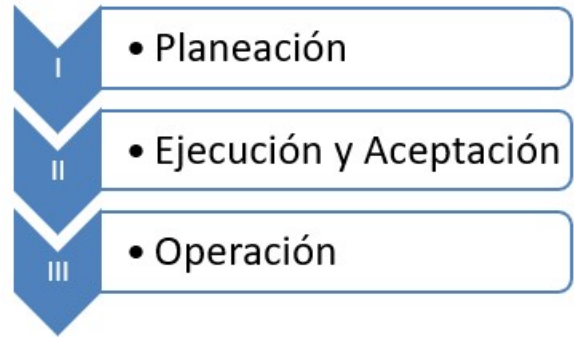 I
• Planeación
II
• Ejecución y Aceptación
III
• Operación